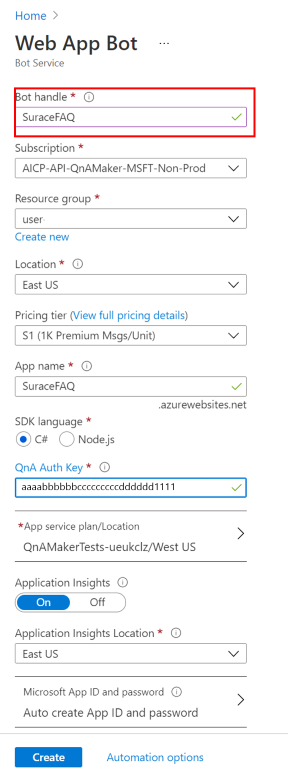 Home >
Web App Bot ...
Bot Service
Bot handle *
SuraceFAQ
Subscription *
AICP-API-QnAMaker-MSFT-Non-Prod
Resource group *
user
Create new
Location *
East US
Pricing tier (View full pricing details)
S1 (1K Premium Msgs/Unit)
App name *
SuraceFAQ
.azurewebsites.net
SDK language *
C# Node.js
QnA Auth Key *
aaaabbbbbbcccccccccdddddd1111
*App service plan/Location
QnAMakerTests-ueukclz/West US
Application Insights
On Off
Application Insights Location *
East US
Microsoft App ID and password
Auto create App ID and password
Create Automation options